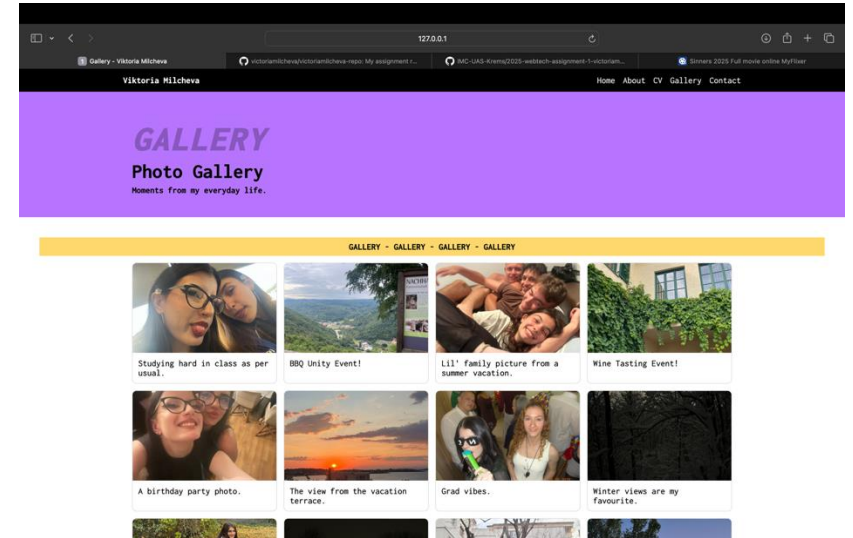 127.0.0.1
1 Gallery - Viktoria Milcheva
victoriamilcheva/victoriamilcheva-repo: My assignment r...
IMC-UAS-Krems/2025-webtech-assignment-1-victoriam...
Sinners 2025 Full movie online MyFlixer
Viktoria Milcheva
Home About CV Gallery Contact
GALLERY
Photo Gallery
Moments from my everyday life.
GALLERY - GALLERY - GALLERY - GALLERY
Studying hard in class as per
usual.
BBQ Unity Event!
Lil' family picture from a
summer vacation.
Wine Tasting Event!
A birthday party photo.
The view from the vacation
terrace.
Grad vibes.
Winter views are my
favourite.